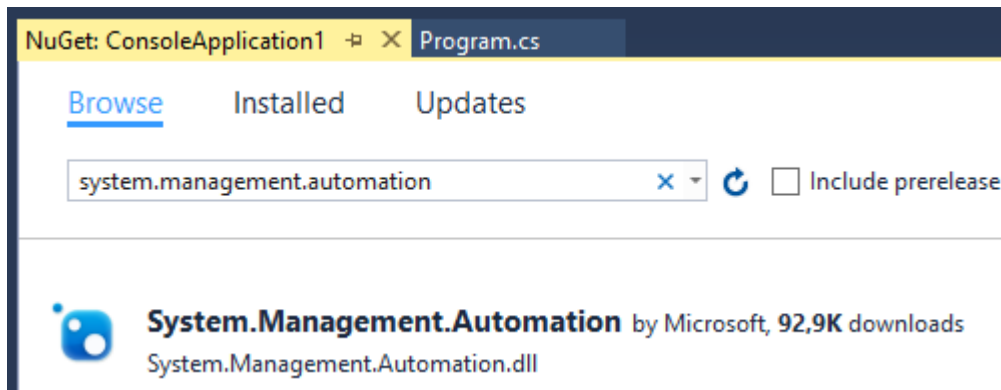 NuGet: ConsoleApplication1 Program.cs
Browse Installed Updates
system.management.automation Include prerelease
System.Management.Automation by Microsoft, 92,9K downloads
System.Management.Automation.dll